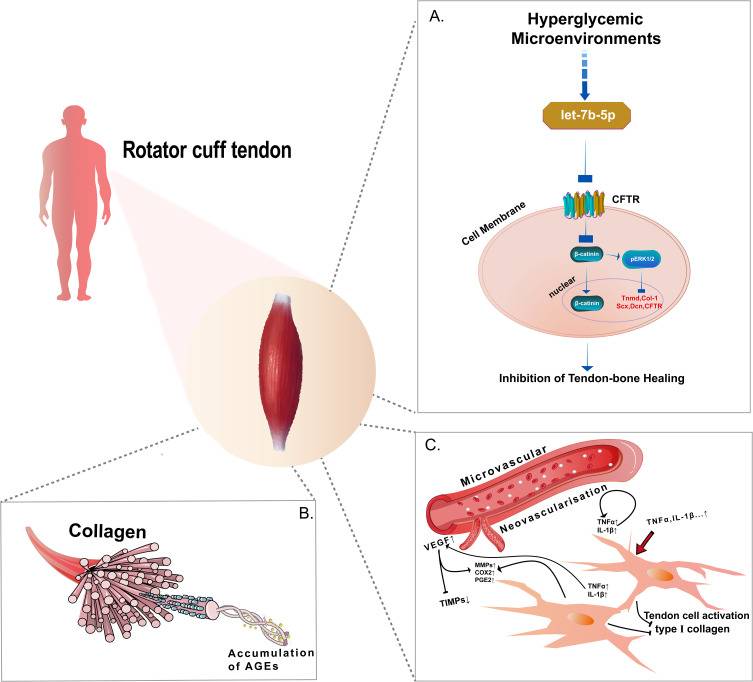 Rotator cuff tendon
A.
Hyperglycemic
Microenvironments
let-7b-5p
CFTR
Cell Membrane
β-catinin
pERK1/2
nuclear
β-catinin
Tnmd,Col-1
Scx,Dcn,CFTR
Inhibition of Tendon-bone Healing
B.
Collagen
Accumulation
of AGEs
C.
Microvascular
Neovascularisation
TNFα↑
IL-1β↑
TNFα,IL-1β...↑
VEGF↑
MMPs↑
COX2↑
PGE2↑
TIMPs↓
TNFα↑
IL-1β↑
Tendon cell activation
type I collagen